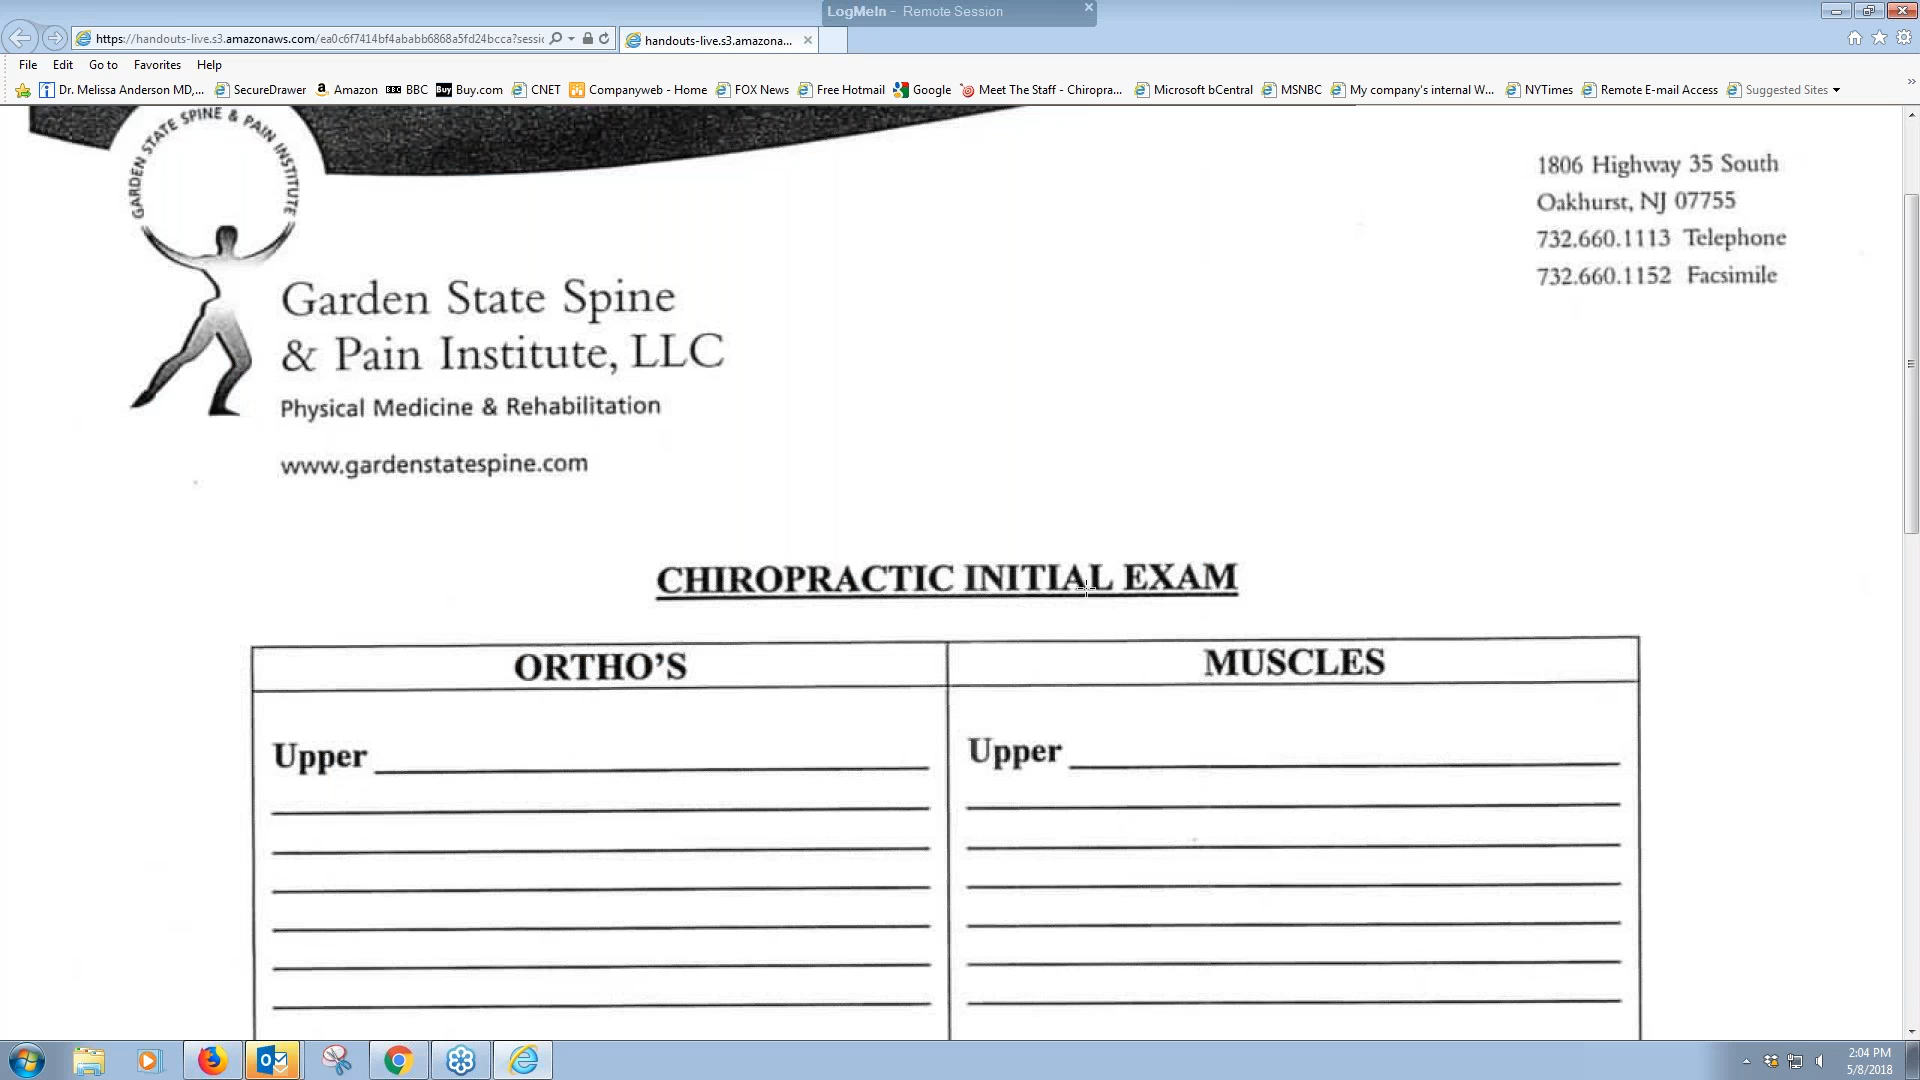 LogMeIn - Remote Session
https://handouts-live.s3.amazonaws.com/ea0c6f7414bf4ababb6868a5fd24bcca?sessic
handouts-live.s3.amazona...
File Edit Go to Favorites Help
Dr. Melissa Anderson MD,... SecureDrawer Amazon BBC Buy.com CNET Companyweb - Home FOX News Free Hotmail Google Meet The Staff - Chiropra... Microsoft bCentral MSNBC My company's internal W... NYTimes Remote E-mail Access Suggested Sites
GARDEN STATE SPINE & PAIN INSTITUTE
1806 Highway 35 South
Oakhurst, NJ 07755
732.660.1113 Telephone
732.660.1152 Facsimile
Garden State Spine
& Pain Institute, LLC
Physical Medicine & Rehabilitation
www.gardenstatespine.com
CHIROPRACTIC INITIAL EXAM
ORTHO'S MUSCLES
Upper Upper
2:04 PM
5/8/2018